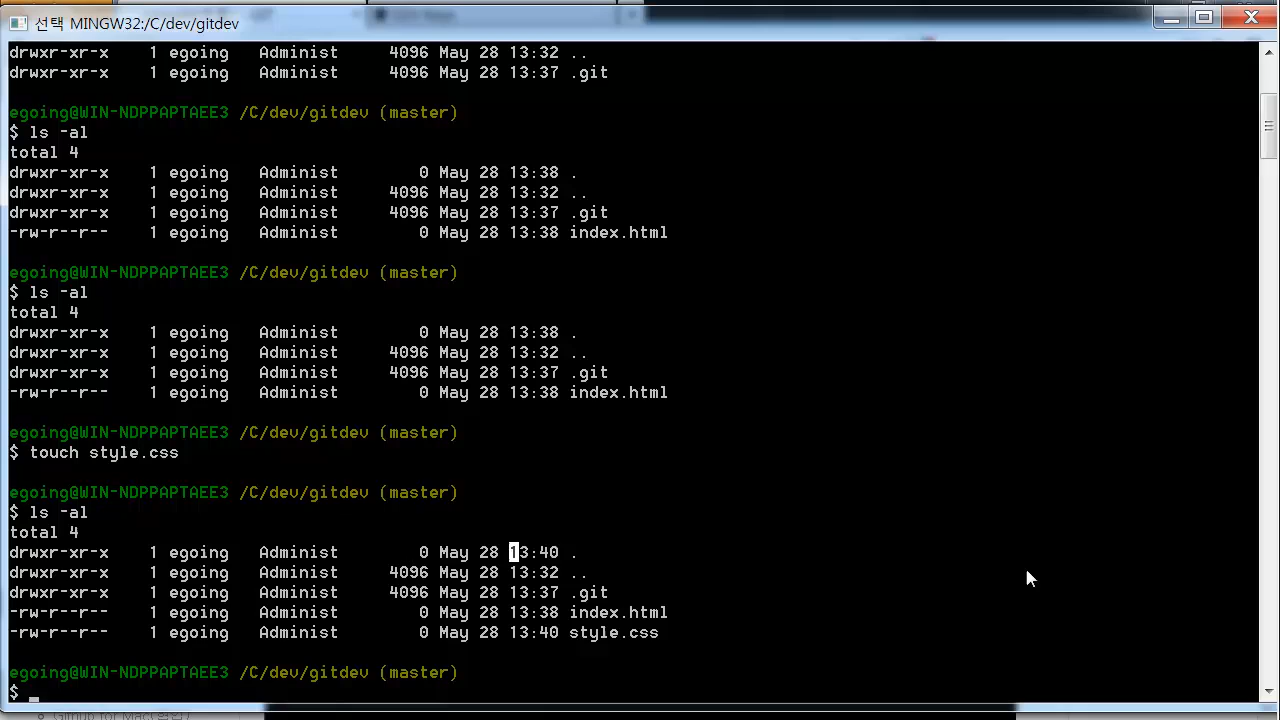 선택 MINGW32:/C/dev/gitdev
drwxr-xr-x    1 egoing   Administ     4096 May 28 13:32 ..
drwxr-xr-x    1 egoing   Administ     4096 May 28 13:37 .git
egoing@WIN-NDPPAPTAEE3 /C/dev/gitdev (master)
$ ls -al
total 4
drwxr-xr-x    1 egoing   Administ        0 May 28 13:38 .
drwxr-xr-x    1 egoing   Administ     4096 May 28 13:32 ..
drwxr-xr-x    1 egoing   Administ     4096 May 28 13:37 .git
-rw-r--r--    1 egoing   Administ        0 May 28 13:38 index.html
egoing@WIN-NDPPAPTAEE3 /C/dev/gitdev (master)
$ ls -al
total 4
drwxr-xr-x    1 egoing   Administ        0 May 28 13:38 .
drwxr-xr-x    1 egoing   Administ     4096 May 28 13:32 ..
drwxr-xr-x    1 egoing   Administ     4096 May 28 13:37 .git
-rw-r--r--    1 egoing   Administ        0 May 28 13:38 index.html
egoing@WIN-NDPPAPTAEE3 /C/dev/gitdev (master)
$ touch style.css
egoing@WIN-NDPPAPTAEE3 /C/dev/gitdev (master)
$ ls -al
total 4
drwxr-xr-x    1 egoing   Administ        0 May 28 13:40 .
drwxr-xr-x    1 egoing   Administ     4096 May 28 13:32 ..
drwxr-xr-x    1 egoing   Administ     4096 May 28 13:37 .git
-rw-r--r--    1 egoing   Administ        0 May 28 13:38 index.html
-rw-r--r--    1 egoing   Administ        0 May 28 13:40 style.css
egoing@WIN-NDPPAPTAEE3 /C/dev/gitdev (master)
$